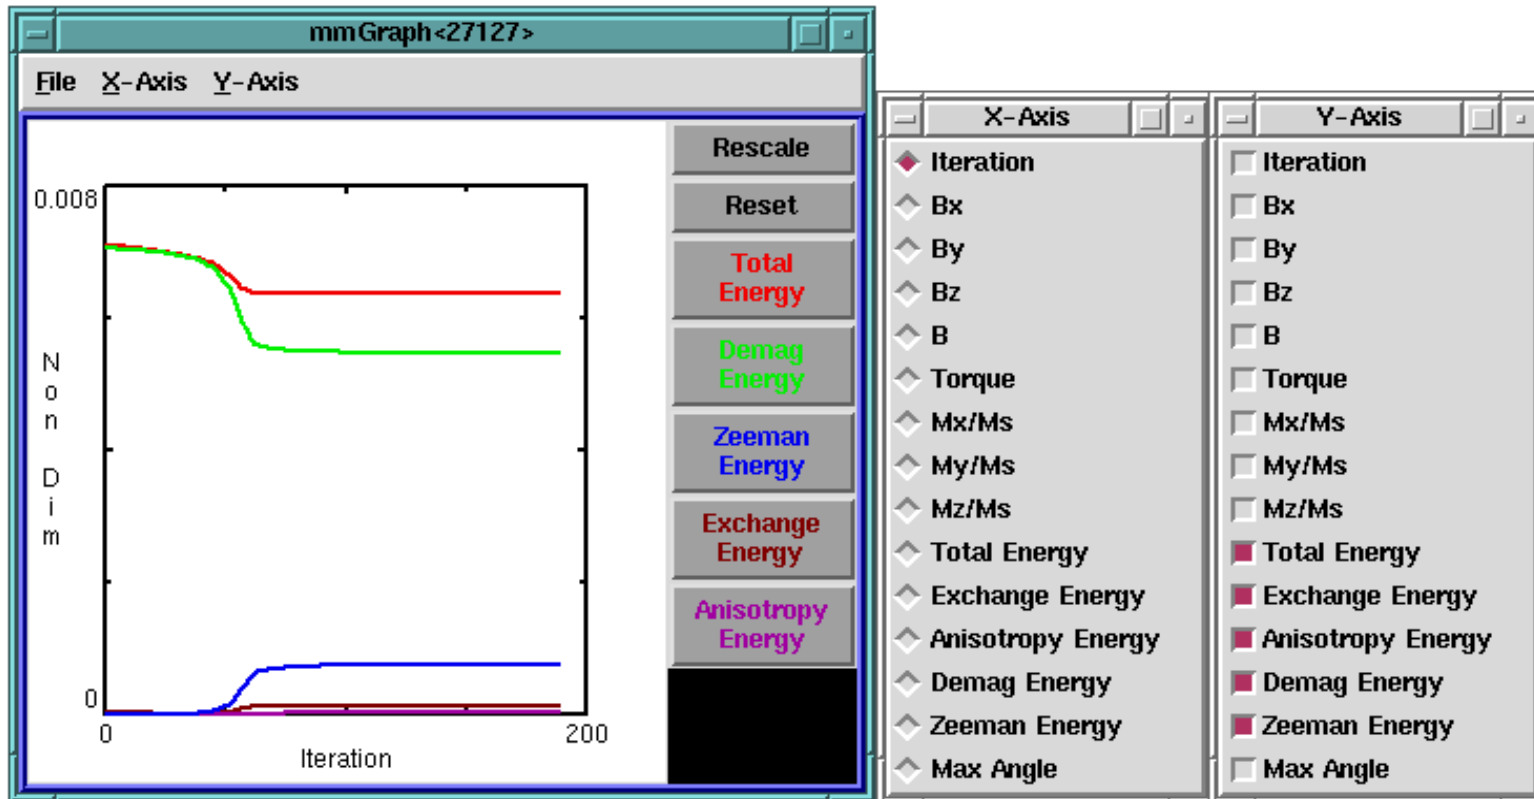 mmGraph<27127>
File X-Axis Y-Axis
0.008
0
N
o
n
D
i
m
0
200
Iteration
Rescale
Reset
Total
Energy
Demag
Energy
Zeeman
Energy
Exchange
Energy
Anisotropy
Energy
X-Axis
Iteration
Bx
By
Bz
B
Torque
Mx/Ms
My/Ms
Mz/Ms
Total Energy
Exchange Energy
Anisotropy Energy
Demag Energy
Zeeman Energy
Max Angle
Y-Axis
Iteration
Bx
By
Bz
B
Torque
Mx/Ms
My/Ms
Mz/Ms
Total Energy
Exchange Energy
Anisotropy Energy
Demag Energy
Zeeman Energy
Max Angle